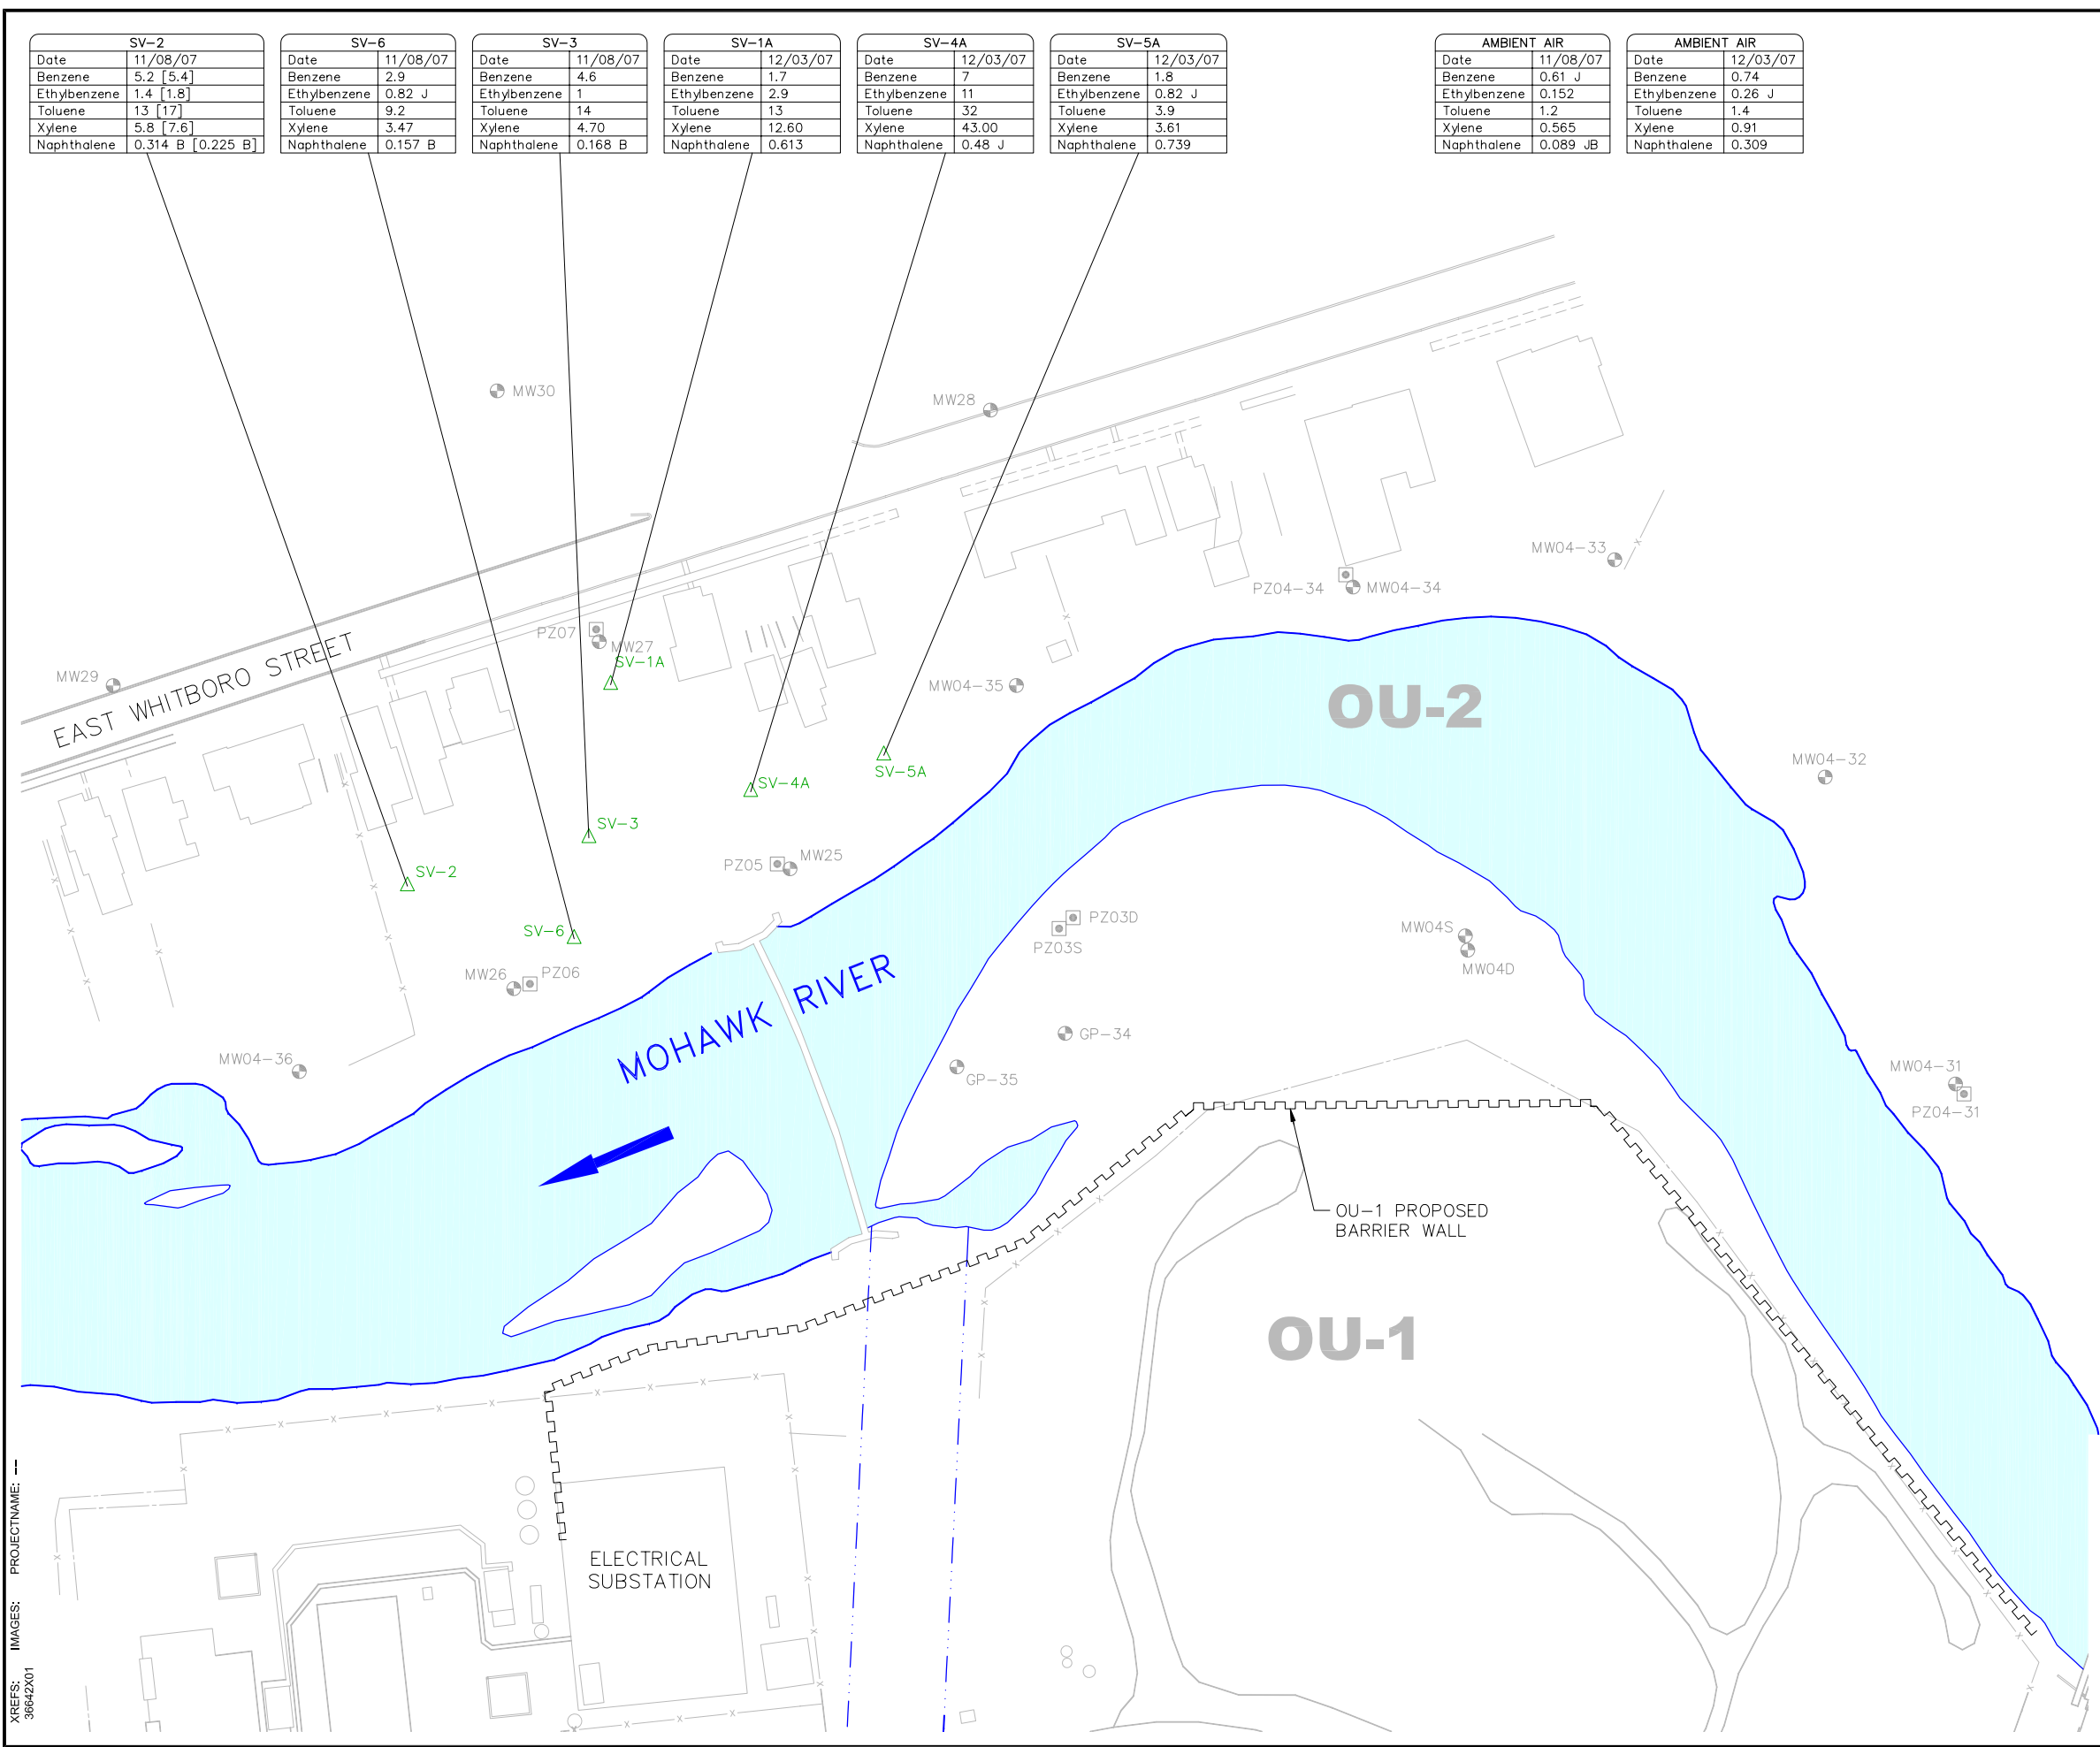 SV-2
Date 11/08/07
Benzene 5.2 [5.4]
Ethylbenzene 1.4 [1.8]
Toluene 13 [17]
Xylene 5.8 [7.6]
Naphthalene 0.314 B [0.225 B]
SV-6
Date 11/08/07
Benzene 2.9
Ethylbenzene 0.82 J
Toluene 9.2
Xylene 3.47
Naphthalene 0.157 B
SV-3
Date 11/08/07
Benzene 4.6
Ethylbenzene 1
Toluene 14
Xylene 4.70
Naphthalene 0.168 B
SV-1A
Date 12/03/07
Benzene 1.7
Ethylbenzene 2.9
Toluene 13
Xylene 12.60
Naphthalene 0.613
SV-4A
Date 12/03/07
Benzene 7
Ethylbenzene 11
Toluene 32
Xylene 43.00
Naphthalene 0.48 J
SV-5A
Date 12/03/07
Benzene 1.8
Ethylbenzene 0.82 J
Toluene 3.9
Xylene 3.61
Naphthalene 0.739
AMBIENT AIR
Date 11/08/07
Benzene 0.61 J
Ethylbenzene 0.152
Toluene 1.2
Xylene 0.565
Naphthalene 0.089 JB
AMBIENT AIR
Date 12/03/07
Benzene 0.74
Ethylbenzene 0.26 J
Toluene 1.4
Xylene 0.91
Naphthalene 0.309
MW30
MW28
MW04-33
PZ04-34
MW04-34
PZ07
MW27
SV-1A
MW29
EAST WHITBORO STREET
MW04-35
OU-2
SV-5A
SV-4A
MW04-32
SV-3
PZ05
MW25
SV-2
PZ03D
PZ03S
MW04S
MW04D
SV-6
MW26
PZ06
MOHAWK RIVER
GP-34
GP-35
MW04-36
MW04-31
PZ04-31
OU-1 PROPOSED
BARRIER WALL
OU-1
ELECTRICAL
SUBSTATION
XREFS: IMAGES: PROJECTNAME: --
36642X01